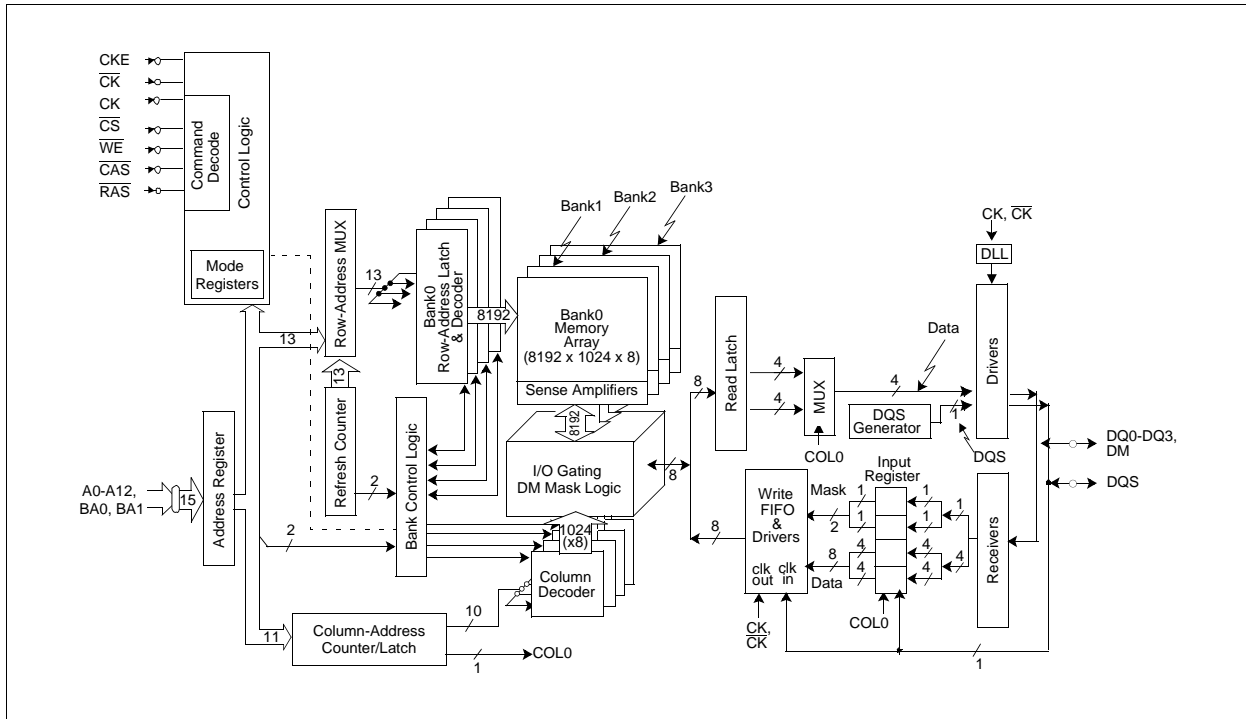 CKE
CK
CK
CS
WE
CAS
RAS
Command
Decode
Control Logic
Mode
Registers
Row-Address MUX
13
13
13
Refresh Counter
2
Bank0
Row-Address Latch
& Decoder
8192
Bank1
Bank2
Bank3
Bank0
Memory
Array
(8192 x 1024 x 8)
Sense Amplifiers
8192
I/O Gating
DM Mask Logic
8
Bank Control Logic
1024
(x8)
Column
Decoder
A0-A12,
BA0, BA1
15
Address Register
2
11
Column-Address
Counter/Latch
10
1
COL0
8
Read Latch
4
4
MUX
COL0
4
Data
DQS
Generator
1
DQS
CK, CK
DLL
Drivers
DQ0-DQ3,
DM
DQS
Input
Register
Write
FIFO
&
Drivers
clk
out
clk
in
Mask
2
8
Data
8
1
1
4
4
1
1
4
4
1
4
Receivers
COL0
CK,
CK
1